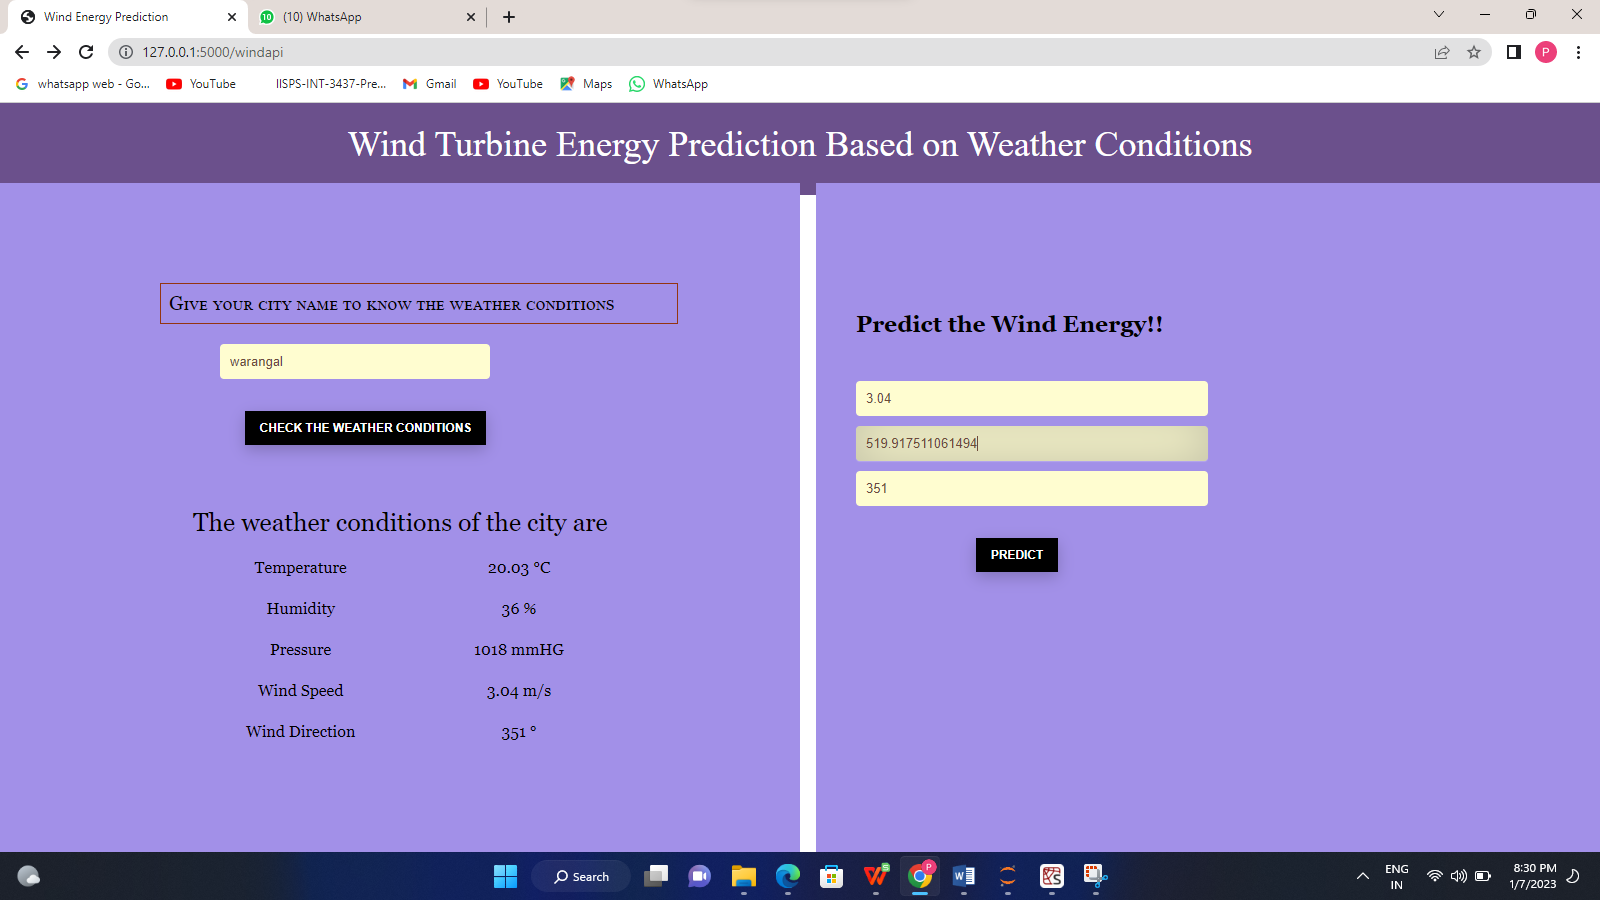 Wind Energy Prediction
10 (10) WhatsApp
127.0.0.1:5000/windapi
P
whatsapp web - Go... YouTube IISPS-INT-3437-Pre... Gmail YouTube Maps WhatsApp
Wind Turbine Energy Prediction Based on Weather Conditions
Give your city name to know the weather conditions
warangal
CHECK THE WEATHER CONDITIONS
The weather conditions of the city are
Temperature 20.03 °C
Humidity 36 %
Pressure 1018 mmHG
Wind Speed 3.04 m/s
Wind Direction 351 °
Predict the Wind Energy!!
3.04
519.917511061494
351
PREDICT
Search
P
ENG
IN
8:30 PM
1/7/2023